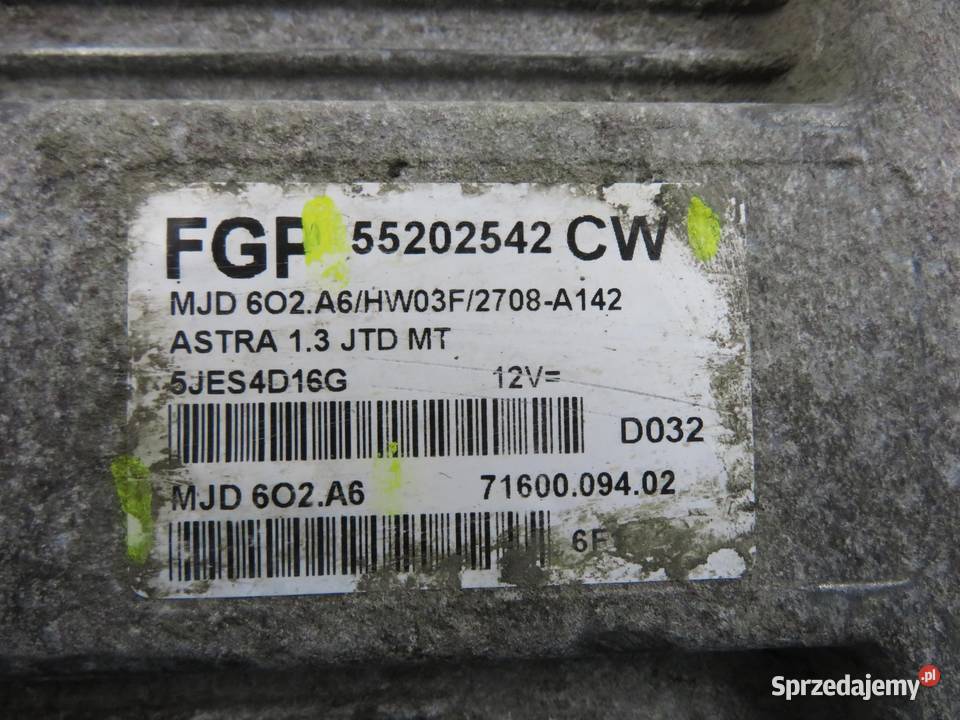 FGP 55202542 CW
MJD 6O2.A6/HW03F/2708-A142
ASTRA 1.3 JTD MT
5JES4D16G 12V=
D032
MJD 6O2.A6 71600.094.02
Sprzedajemy.pl